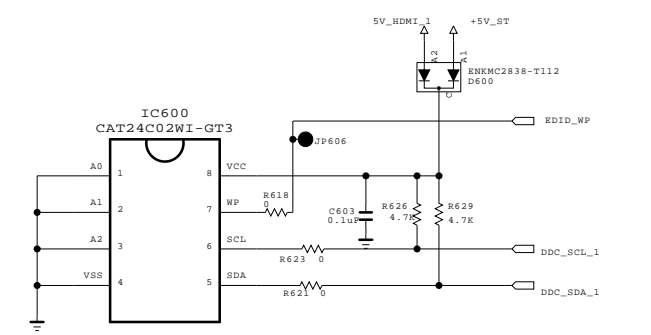 5V_HDMI_1 +5V_ST
A2 A1
ENKMC2838-T112
D600
C
IC600
CAT24C02WI-GT3
EDID_WP
JP606
A0 1 8 VCC
R618
0
A1 2 7 WP
C603
0.1uF
R626
4.7K
R629
4.7K
A2 3 6 SCL
R623 0
DDC_SCL_1
VSS 4 5 SDA
R621 0
DDC_SDA_1